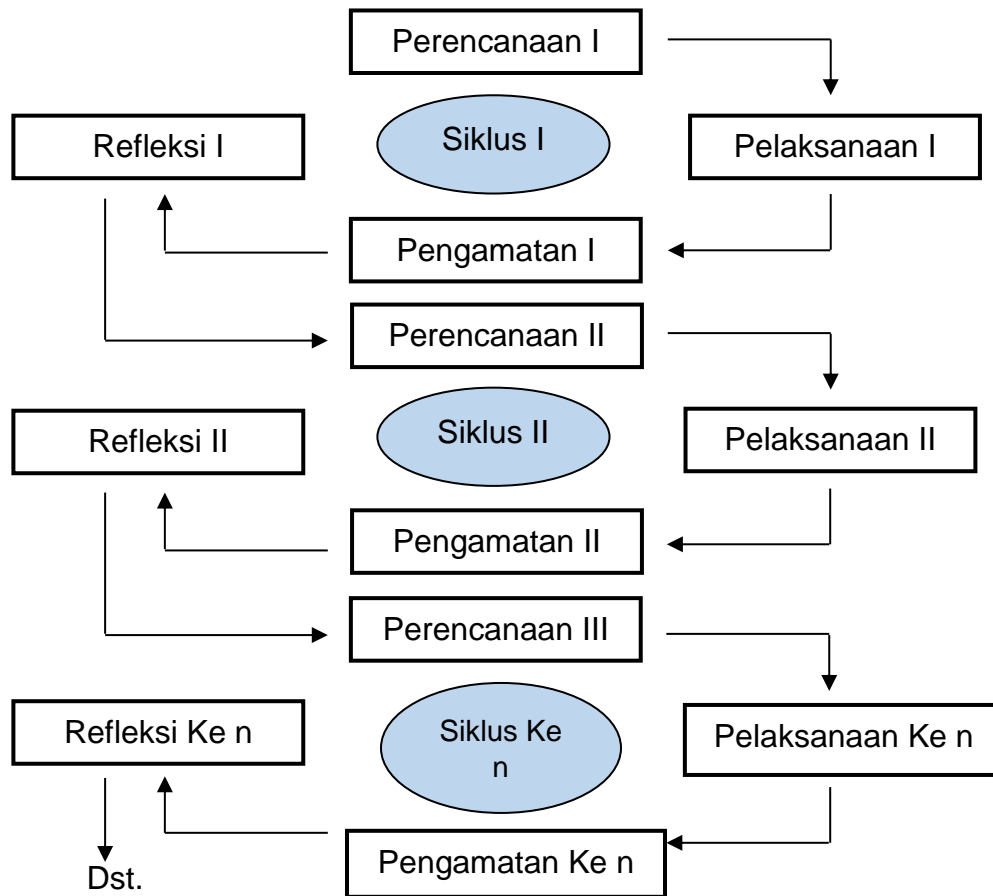 Perencanaan I
Refleksi I
Siklus I
Pelaksanaan I
Pengamatan I
Perencanaan II
Refleksi II
Siklus II
Pelaksanaan II
Pengamatan II
Perencanaan III
Refleksi Ke n
Siklus Ke
n
Pelaksanaan Ke n
Pengamatan Ke n
Dst.